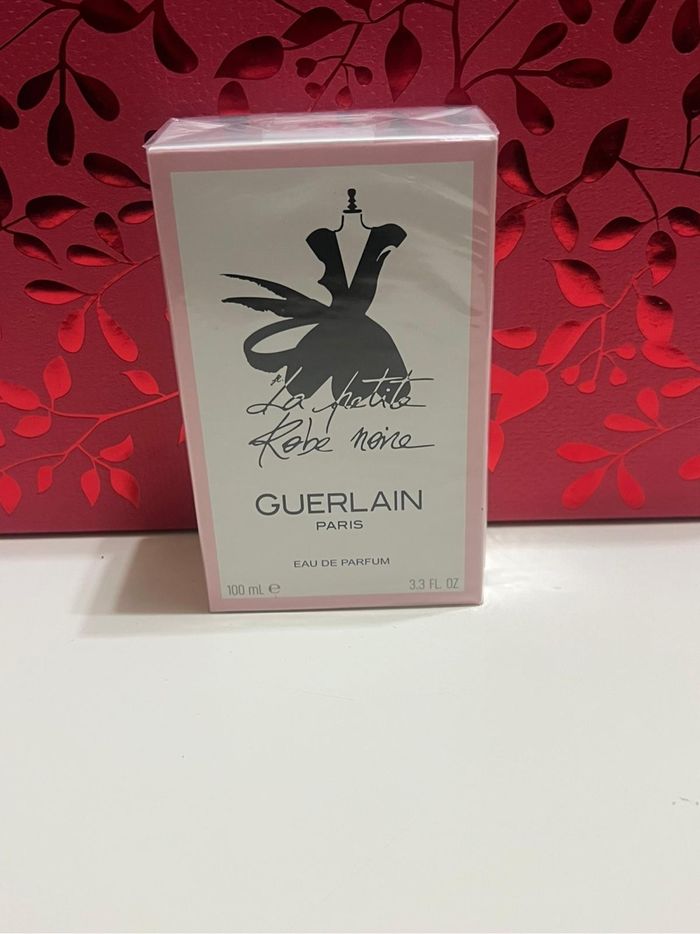 La petite
Robe noire
GUERLAIN
PARIS
EAU DE PARFUM
100 mL ℮
3.3 FL. OZ